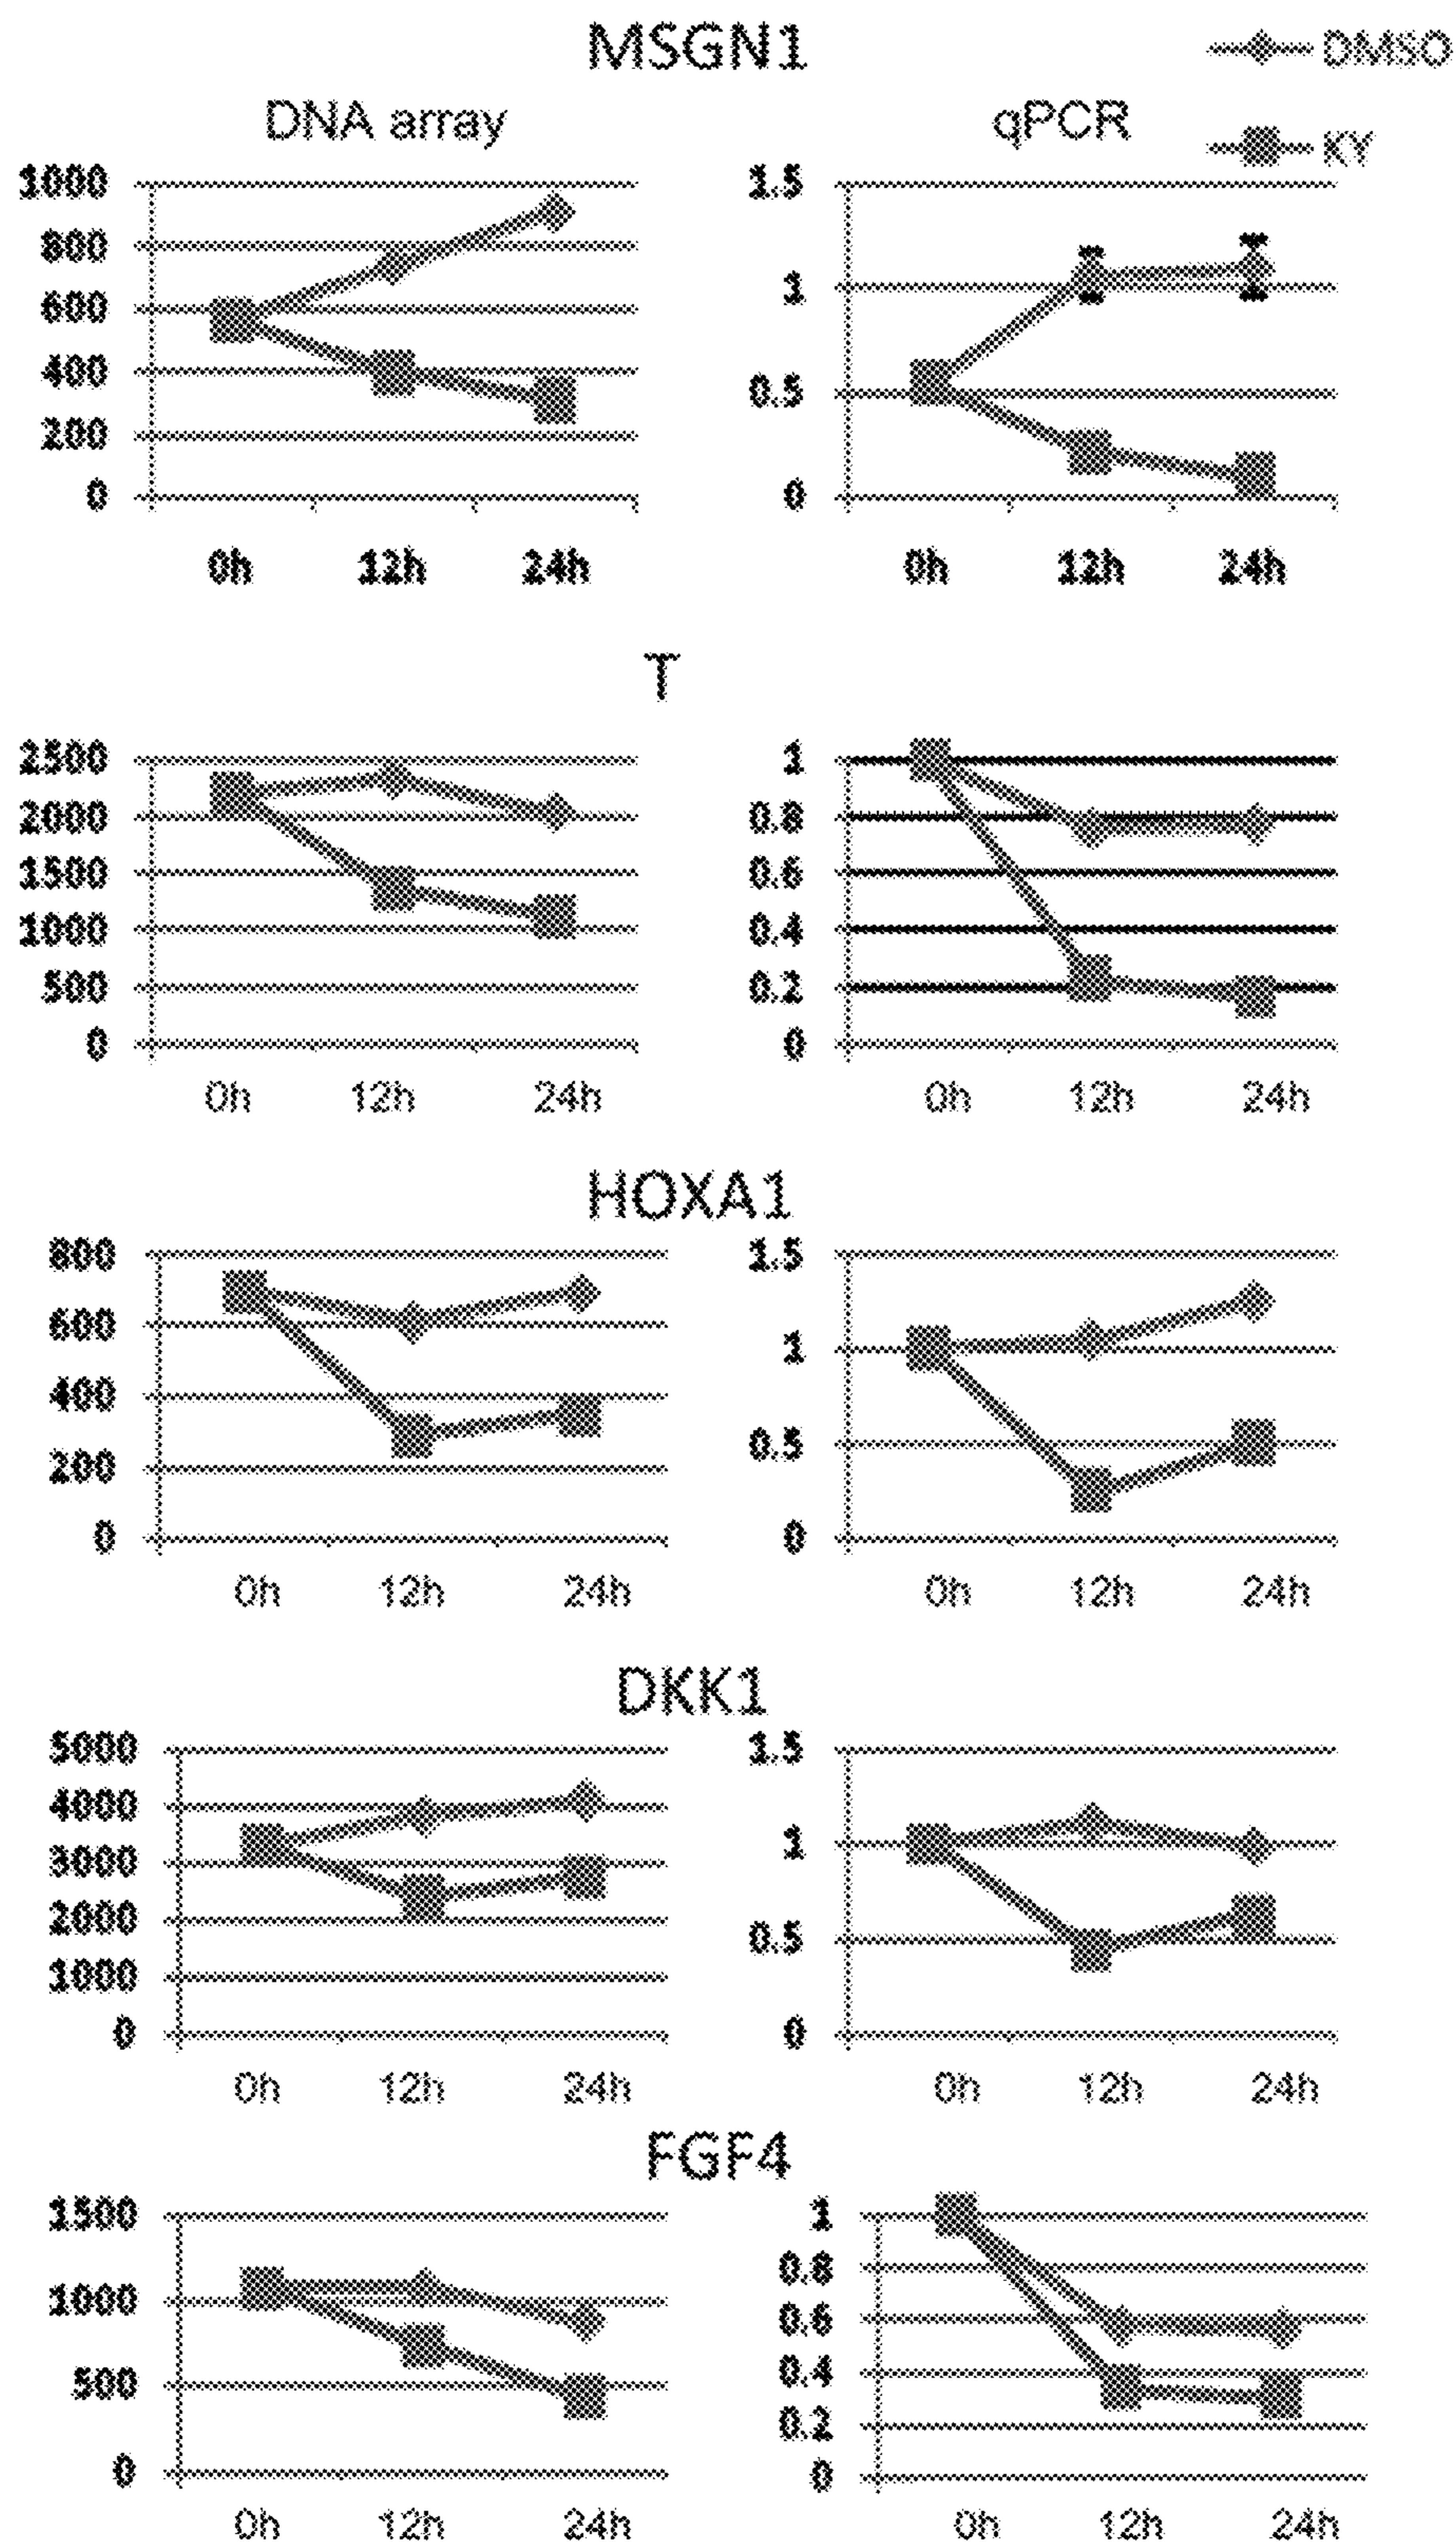 MSGN1
DMSO
DNA array
qPCR
KY
1000
800
600
400
200
0
0h 12h 24h
1.5
1
0.5
0
0h 12h 24h
T
2500
2000
1500
1000
500
0
0h 12h 24h
1
0.8
0.6
0.4
0.2
0
0h 12h 24h
HOXA1
800
600
400
200
0
0h 12h 24h
1.5
1
0.5
0
0h 12h 24h
DKK1
5000
4000
3000
2000
1000
0
0h 12h 24h
1.5
1
0.5
0
0h 12h 24h
FGF4
1500
1000
500
0
0h 12h 24h
1
0.8
0.6
0.4
0.2
0
0h 12h 24h